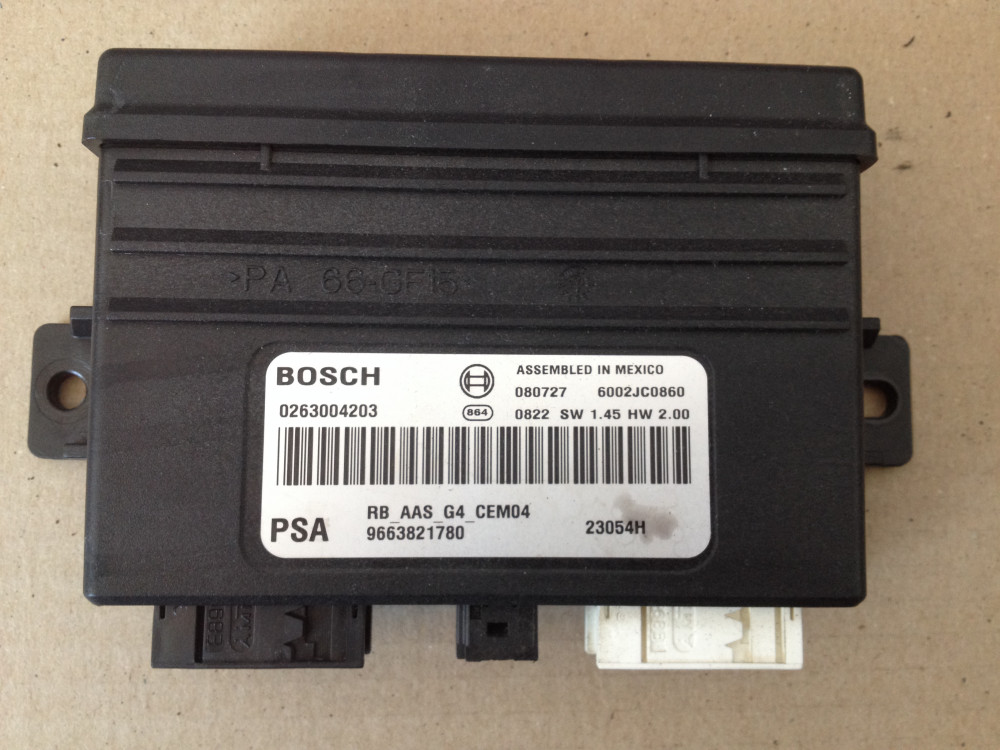 >PA 66-GF15<
BOSCH
ASSEMBLED IN MEXICO
080727 6002JC0860
0263004203
864
0822 SW 1.45 HW 2.00
RB_AAS_G4_CEM04
PSA
9663821780
23054H